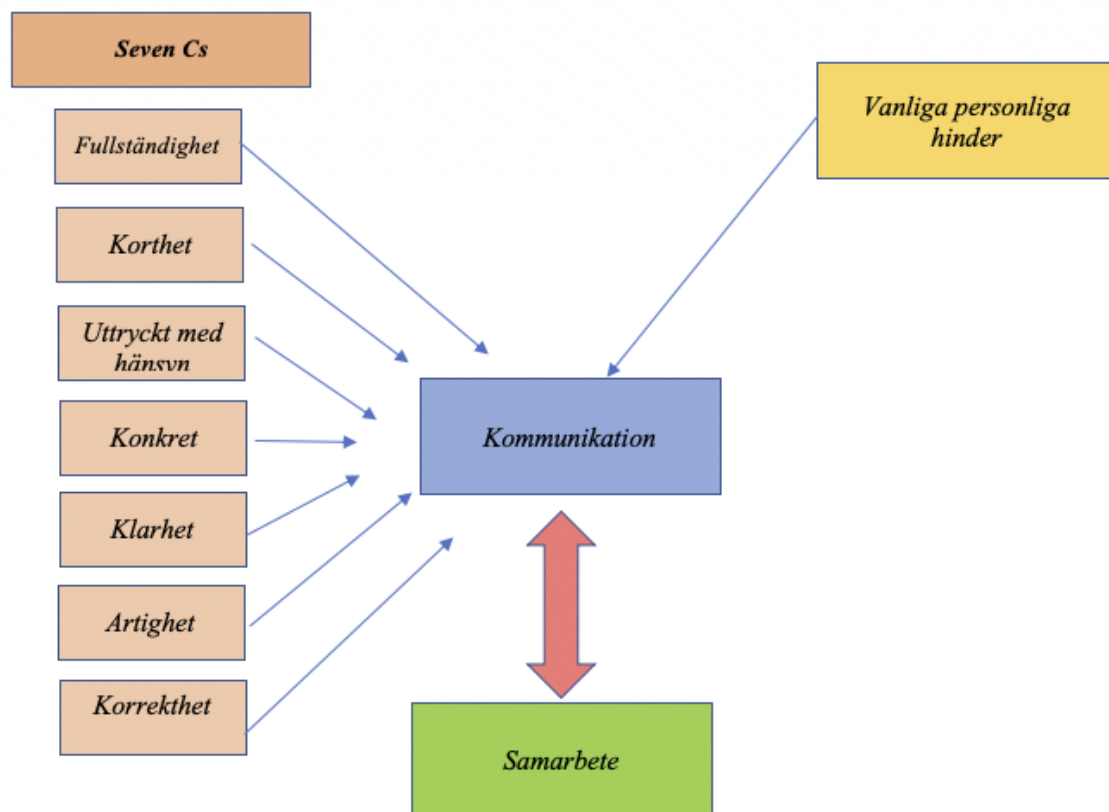 Seven Cs
Fullständighet
Korthet
Uttryckt med
hänsyn
Konkret
Klarhet
Artighet
Korrekthet
Vanliga personliga
hinder
Kommunikation
Samarbete